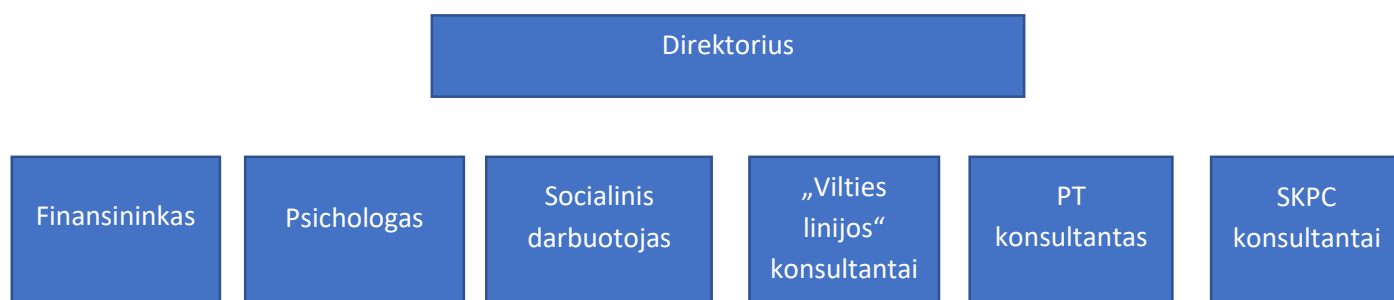 Direktorius
Finansininkas
Psichologas
Socialinis
darbuotojas
„Vilties
linijos“
konsultantai
PT
konsultantas
SKPC
konsultantai